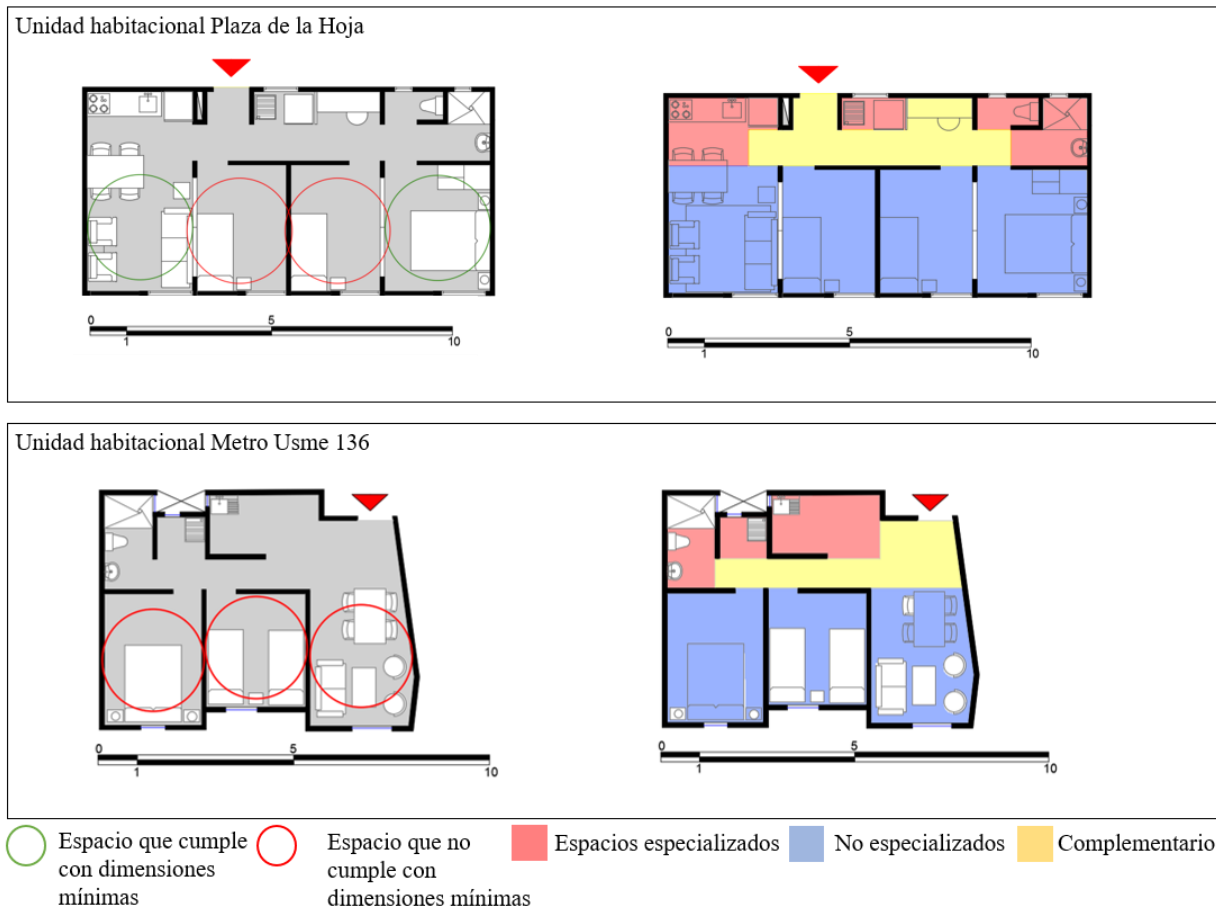 Unidad habitacional Plaza de la Hoja
0 5
1 10
0 5
1 10
Unidad habitacional Metro Usme 136
0 5
1 10
0 5
1 10
Espacio que cumple
con dimensiones
mínimas
Espacio que no
cumple con
dimensiones mínimas
Espacios especializados
No especializados
Complementario